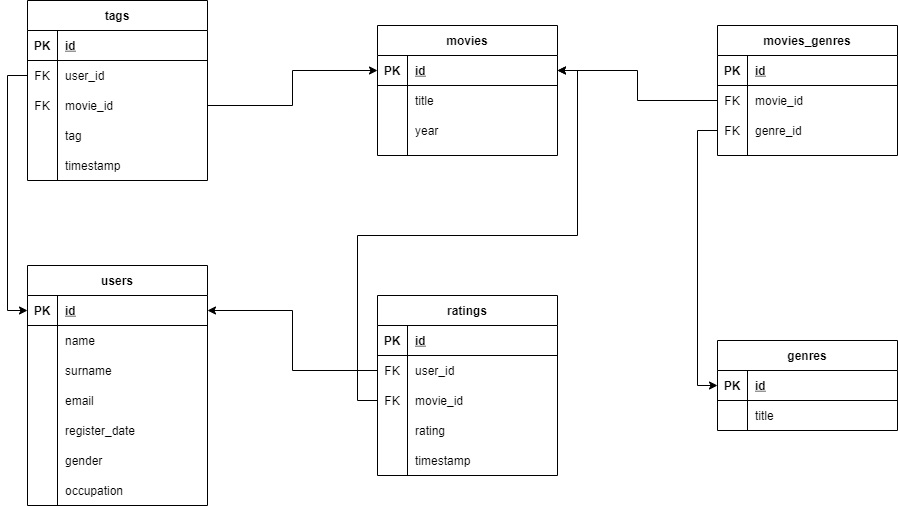 tags
PK id
FK user_id
FK movie_id
tag
timestamp
movies
PK id
title
year
movies_genres
PK id
FK movie_id
FK genre_id
users
PK id
name
surname
email
register_date
gender
occupation
ratings
PK id
FK user_id
FK movie_id
rating
timestamp
genres
PK id
title